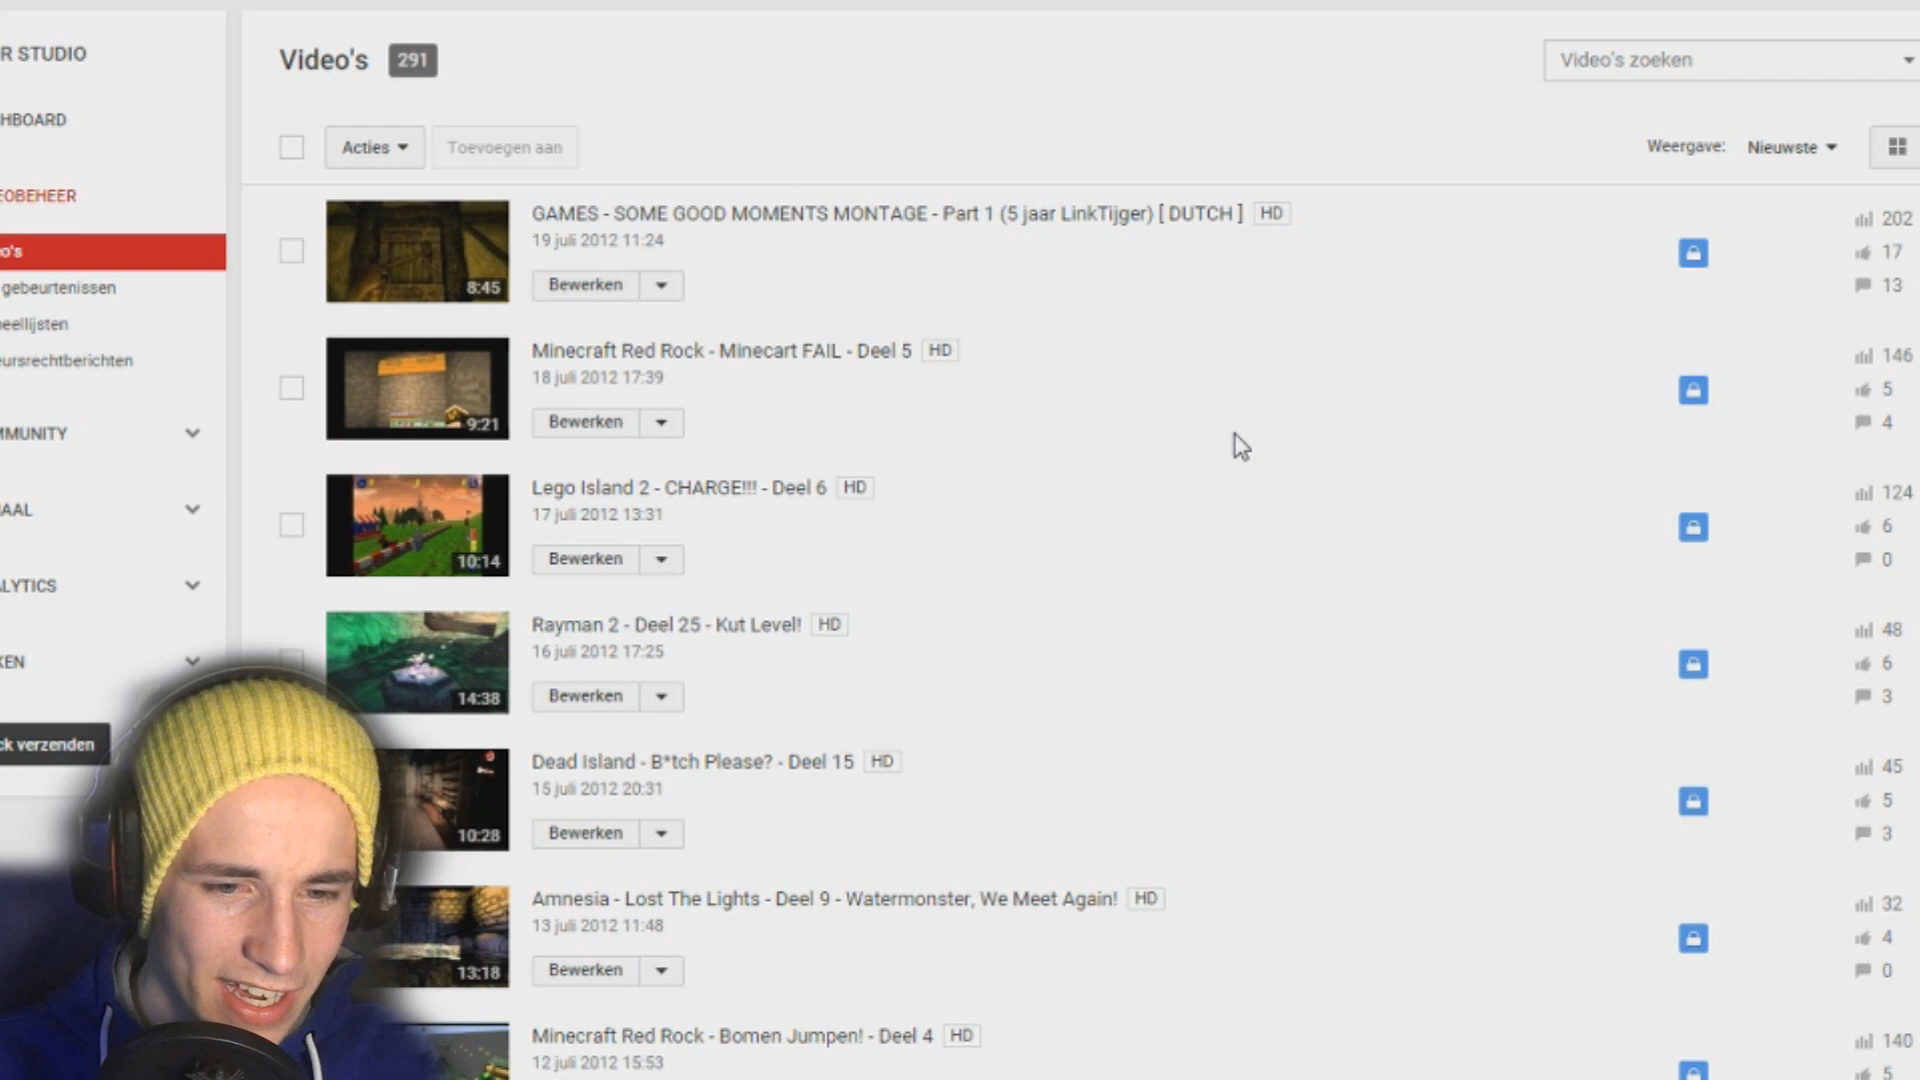 R STUDIO
HBOARD
EOBEHEER
eo's
gebeurtenissen
eellijsten
eursrechtberichten
MMUNITY
NAAL
ALYTICS
KEN
ck verzenden
Video's 291
Video's zoeken
Acties Toevoegen aan
Weergave: Nieuwste
GAMES - SOME GOOD MOMENTS MONTAGE - Part 1 (5 jaar LinkTijger) [ DUTCH ] HD
19 juli 2012 11:24
Bewerken
8:45
202
17
13
Minecraft Red Rock - Minecart FAIL - Deel 5 HD
18 juli 2012 17:39
Bewerken
9:21
146
5
4
Lego Island 2 - CHARGE!!! - Deel 6 HD
17 juli 2012 13:31
Bewerken
10:14
124
6
0
Rayman 2 - Deel 25 - Kut Level! HD
16 juli 2012 17:25
Bewerken
14:38
48
6
3
Dead Island - B*tch Please? - Deel 15 HD
15 juli 2012 20:31
Bewerken
10:28
45
5
3
Amnesia - Lost The Lights - Deel 9 - Watermonster, We Meet Again! HD
13 juli 2012 11:48
Bewerken
13:18
32
4
0
Minecraft Red Rock - Bomen Jumpen! - Deel 4 HD
12 juli 2012 15:53
140
5